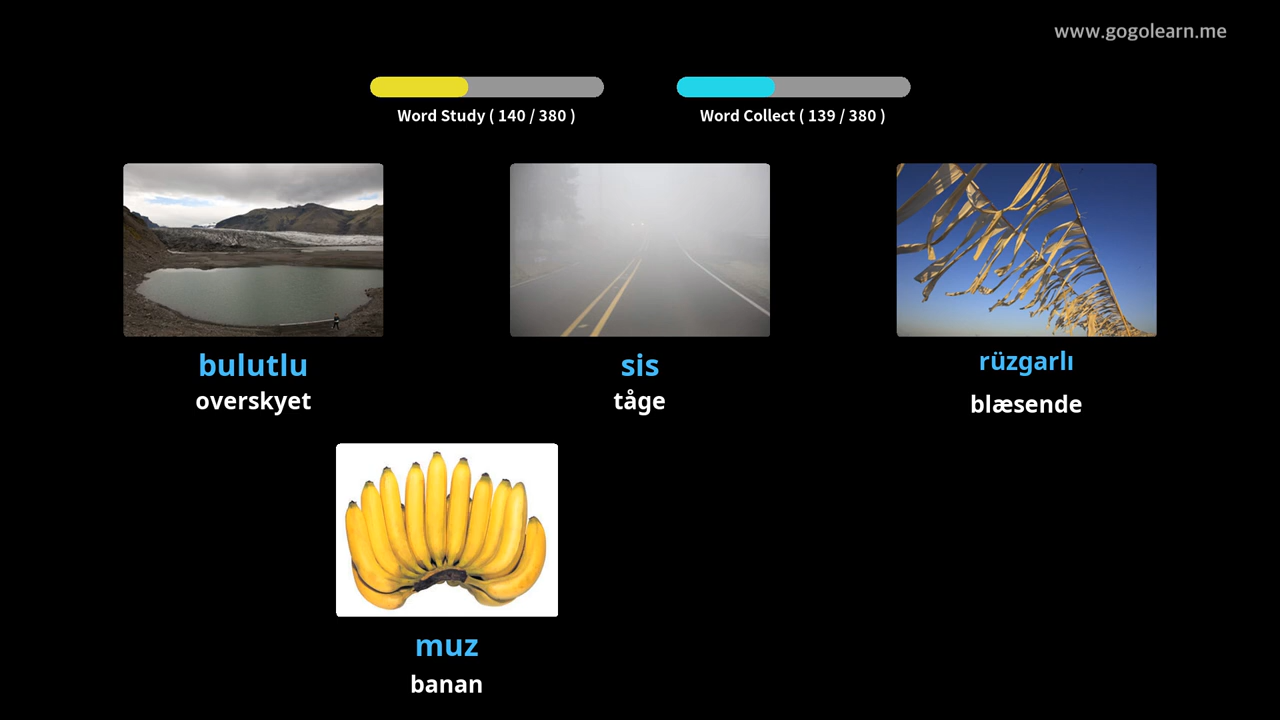 www.gogolearn.me
Word Study ( 140 / 380 )
Word Collect ( 139 / 380 )
bulutlu
overskyet
sis
tåge
rüzgarlı
blæsende
muz
banan